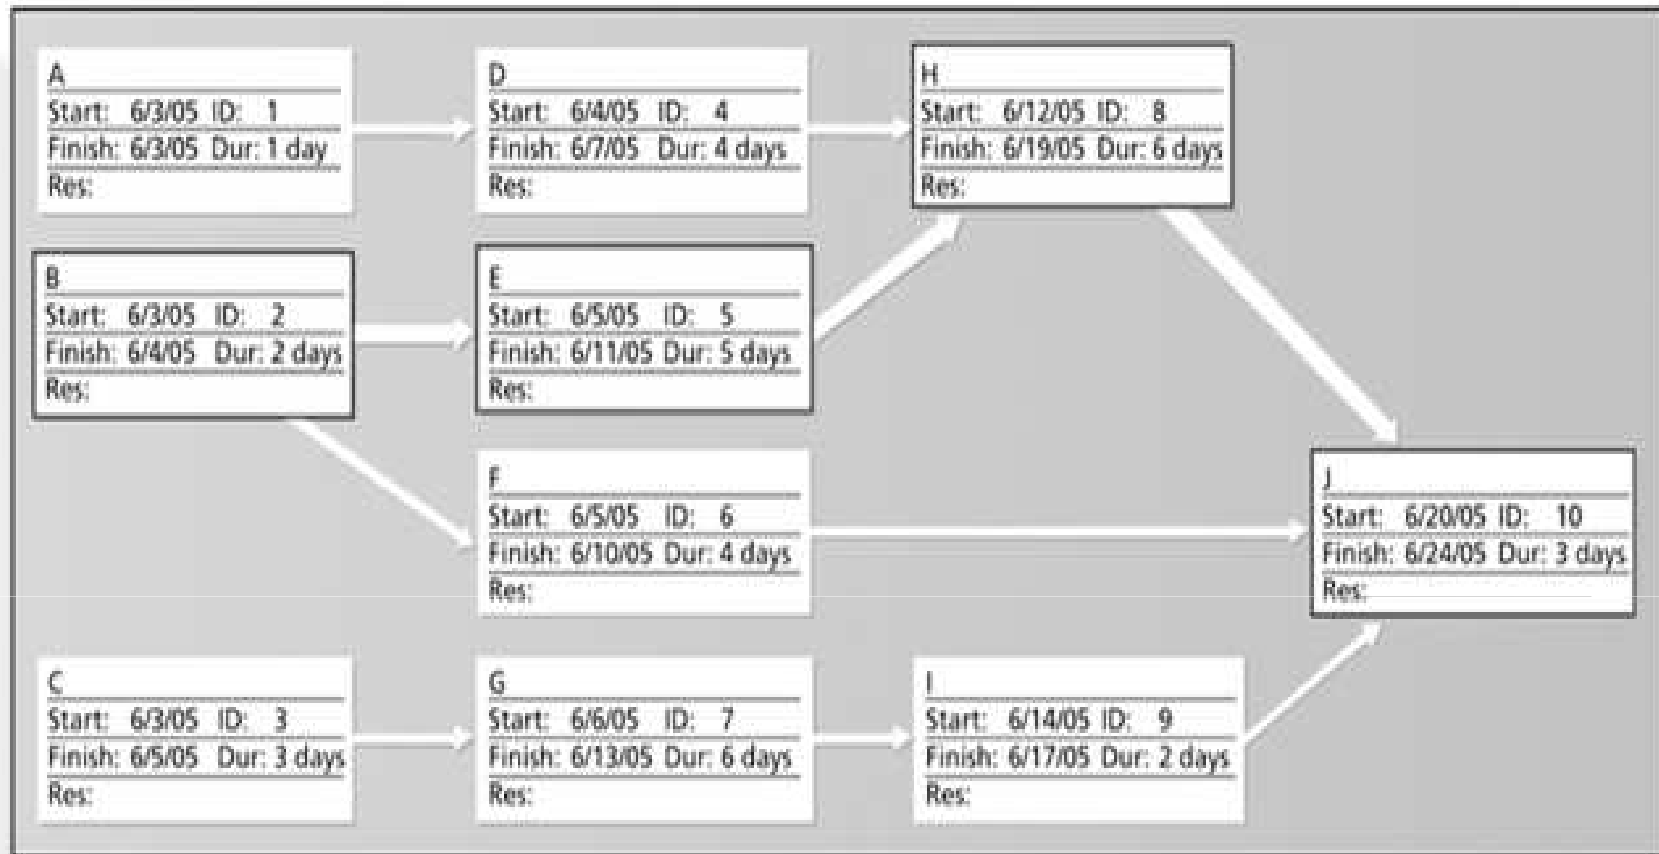 A
Start: 6/3/05 ID: 1
Finish: 6/3/05 Dur: 1 day
Res:
D
Start: 6/4/05 ID: 4
Finish: 6/7/05 Dur: 4 days
Res:
H
Start: 6/12/05 ID: 8
Finish: 6/19/05 Dur: 6 days
Res:
B
Start: 6/3/05 ID: 2
Finish: 6/4/05 Dur: 2 days
Res:
E
Start: 6/5/05 ID: 5
Finish: 6/11/05 Dur: 5 days
Res:
F
Start: 6/5/05 ID: 6
Finish: 6/10/05 Dur: 4 days
Res:
J
Start: 6/20/05 ID: 10
Finish: 6/24/05 Dur: 3 days
Res:
C
Start: 6/3/05 ID: 3
Finish: 6/5/05 Dur: 3 days
Res:
G
Start: 6/6/05 ID: 7
Finish: 6/13/05 Dur: 6 days
Res:
I
Start: 6/14/05 ID: 9
Finish: 6/17/05 Dur: 2 days
Res: